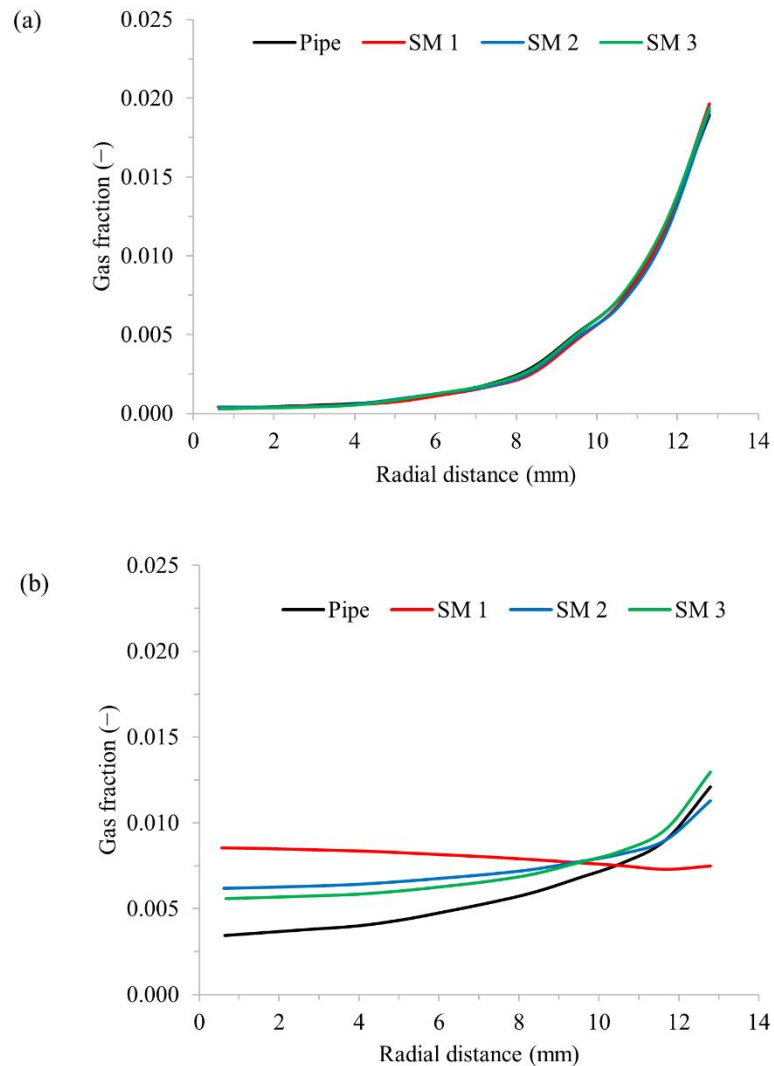 (a)
Pipe SM 1 SM 2 SM 3
0.025
0.020
0.015
0.010
0.005
0.000
Gas fraction (−)
0 2 4 6 8 10 12 14
Radial distance (mm)
(b)
Pipe SM 1 SM 2 SM 3
0.025
0.020
0.015
0.010
0.005
0.000
Gas fraction (−)
0 2 4 6 8 10 12 14
Radial distance (mm)